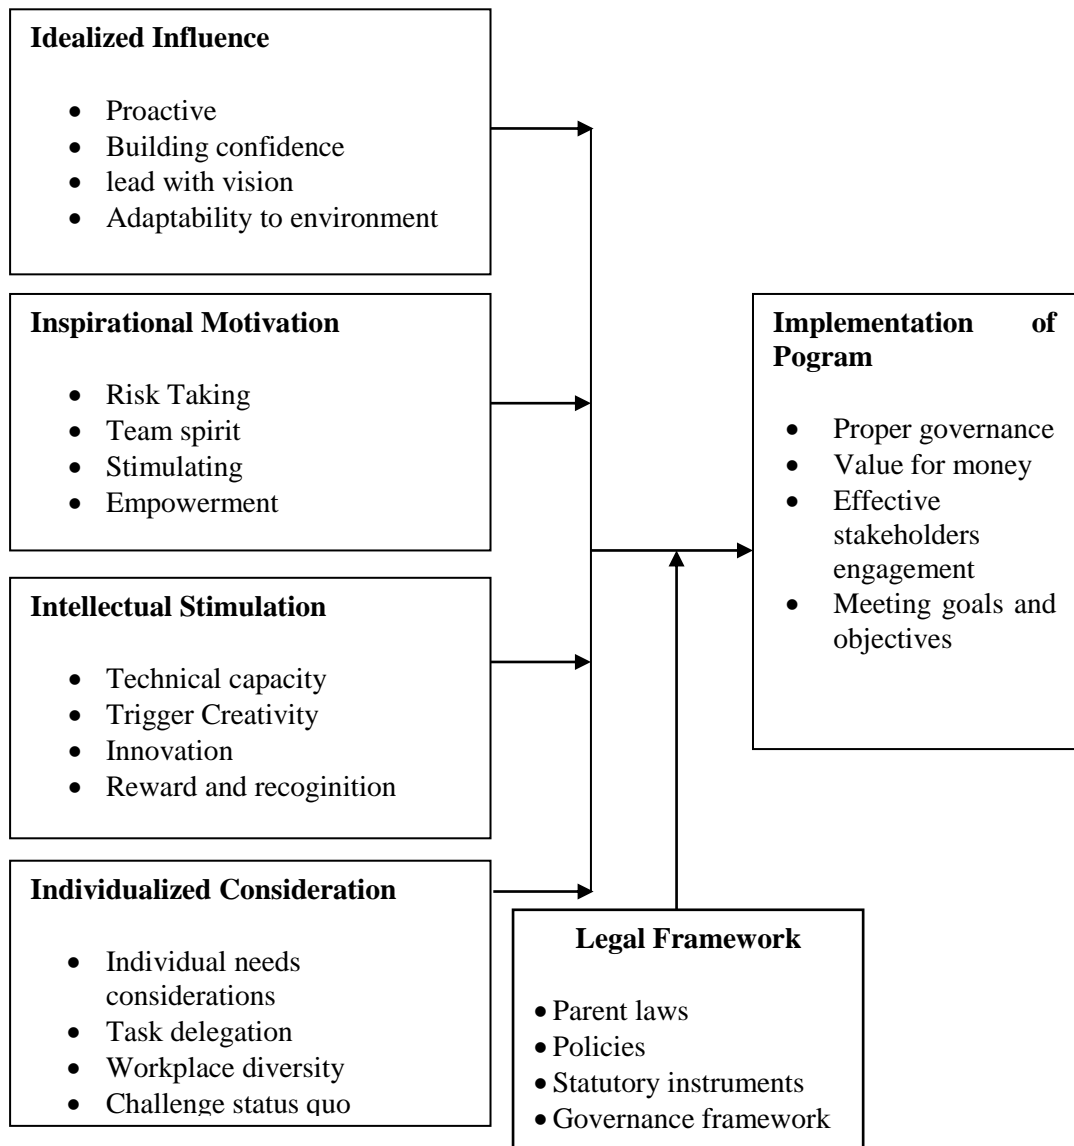 Idealized Influence
• Proactive
• Building confidence
• lead with vision
• Adaptability to environment
Inspirational Motivation
• Risk Taking
• Team spirit
• Stimulating
• Empowerment
Intellectual Stimulation
• Technical capacity
• Trigger Creativity
• Innovation
• Reward and recoginition
Individualized Consideration
• Individual needs
considerations
• Task delegation
• Workplace diversity
• Challenge status quo
Legal Framework
• Parent laws
• Policies
• Statutory instruments
• Governance framework
Implementation of
Pogram
• Proper governance
• Value for money
• Effective
stakeholders
engagement
• Meeting goals and
objectives